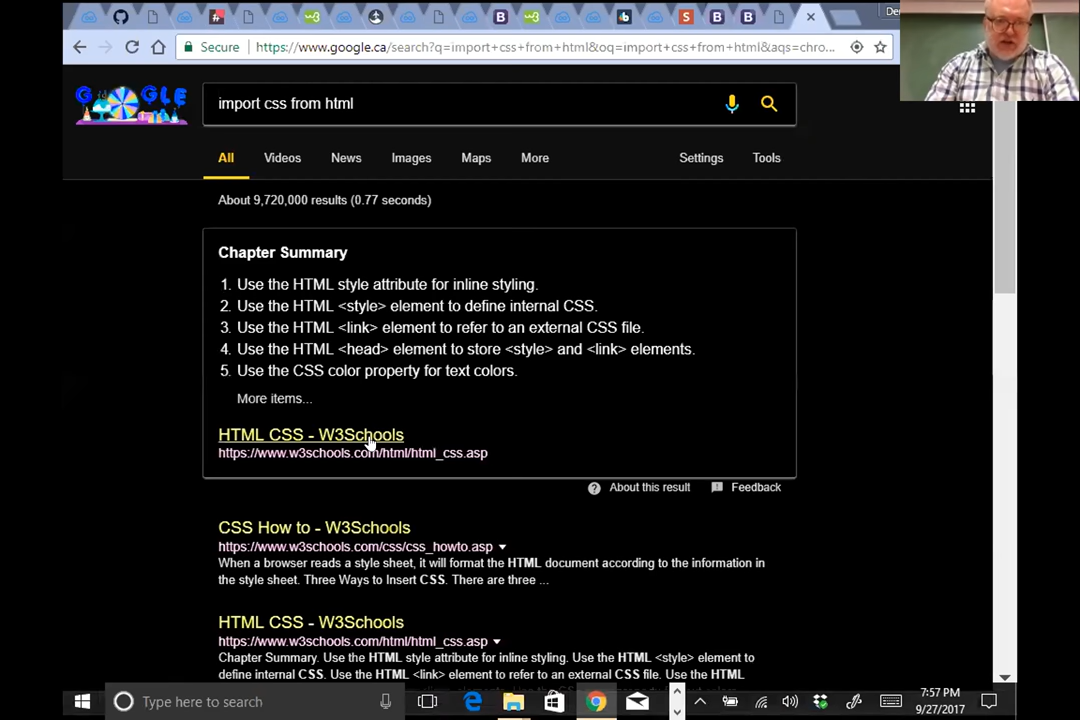 Der
Secure
https://www.google.ca/search?q=import+css+from+html&oq=import+css+from+html&aqs=chro...
GOOGLE
import css from html
All
Videos
News
Images
Maps
More
Settings
Tools
About 9,720,000 results (0.77 seconds)
Chapter Summary
1. Use the HTML style attribute for inline styling.
2. Use the HTML <style> element to define internal CSS.
3. Use the HTML <link> element to refer to an external CSS file.
4. Use the HTML <head> element to store <style> and <link> elements.
5. Use the CSS color property for text colors.
More items...
HTML CSS - W3Schools
https://www.w3schools.com/html/html_css.asp
About this result
Feedback
CSS How to - W3Schools
https://www.w3schools.com/css/css_howto.asp
When a browser reads a style sheet, it will format the HTML document according to the information in
the style sheet. Three Ways to Insert CSS. There are three ...
HTML CSS - W3Schools
https://www.w3schools.com/html/html_css.asp
Chapter Summary. Use the HTML style attribute for inline styling. Use the HTML <style> element to
define internal CSS. Use the HTML <link> element to refer to an external CSS file. Use the HTML
Type here to search
7:57 PM
9/27/2017